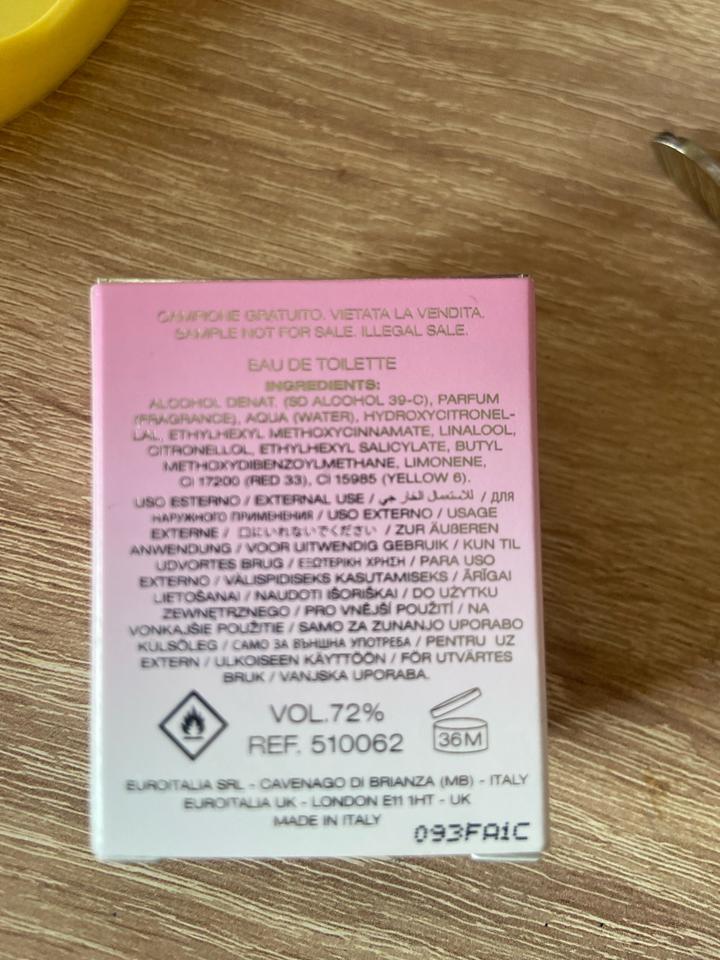 CAMPIONE GRATUITO. VIETATA LA VENDITA.
SAMPLE NOT FOR SALE. ILLEGAL SALE.
EAU DE TOILETTE
INGREDIENTS:
ALCOHOL DENAT. (SD ALCOHOL 39-C), PARFUM
(FRAGRANCE), AQUA (WATER), HYDROXYCITRONEL-
LAL, ETHYLHEXYL METHOXYCINNAMATE, LINALOOL,
CITRONELLOL, ETHYLHEXYL SALICYLATE, BUTYL
METHOXYDIBENZOYLMETHANE, LIMONENE,
CI 17200 (RED 33), CI 15985 (YELLOW 6).
USO ESTERNO / EXTERNAL USE / للاستعمال الخارجي / ДЛЯ
НАРУЖНОГО ПРИМЕНЕНИЯ / USO EXTERNO / USAGE
EXTERNE / 口にいれないでください / ZUR ÄUßEREN
ANWENDUNG / VOOR UITWENDIG GEBRUIK / KUN TIL
UDVORTES BRUG / ΕΞΩΤΕΡΙΚΗ ΧΡΗΣΗ / PARA USO
EXTERNO / VÄLISPIDISEKS KASUTAMISEKS / ĀRĪGAI
LIETOŠANAI / NAUDOTI IŠORIŠKAI / DO UŻYTKU
ZEWNĘTRZNEGO / PRO VNĚJŠÍ POUŽITÍ / NA
VONKAJŠIE POUŽITIE / SAMO ZA ZUNANJO UPORABO
KÜLSŐLEG / САМО ЗА ВЪНШНА УПОТРЕБА / PENTRU UZ
EXTERN / ULKOISEEN KÄYTTÖÖN / FÖR UTVÄRTES
BRUK / VANJSKA UPORABA.
VOL.72%
REF. 510062
36M
EUROITALIA SRL - CAVENAGO DI BRIANZA (MB) - ITALY
EUROITALIA UK - LONDON E11 1HT - UK
MADE IN ITALY
093FA1C